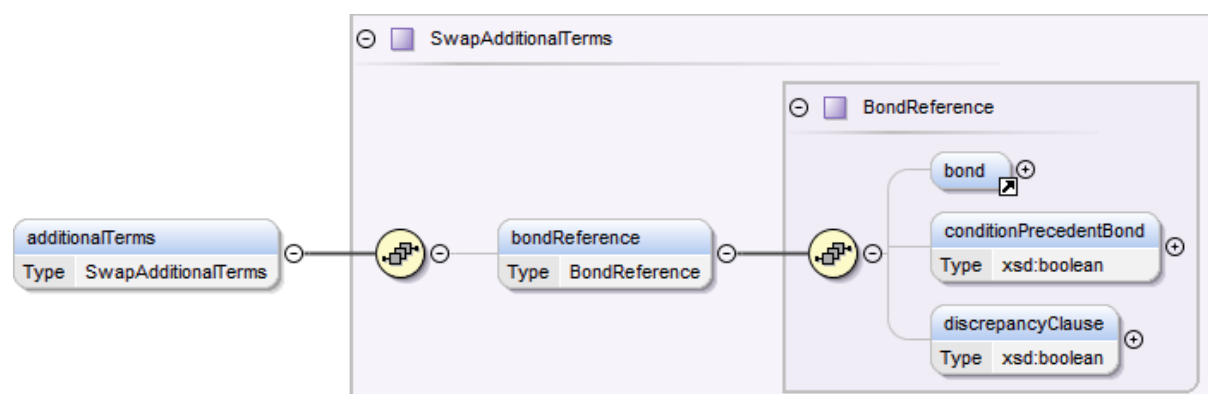 SwapAdditionalTerms
BondReference
bond
additionalTerms
Type SwapAdditionalTerms
bondReference
Type BondReference
conditionPrecedentBond
Type xsd:boolean
discrepancyClause
Type xsd:boolean